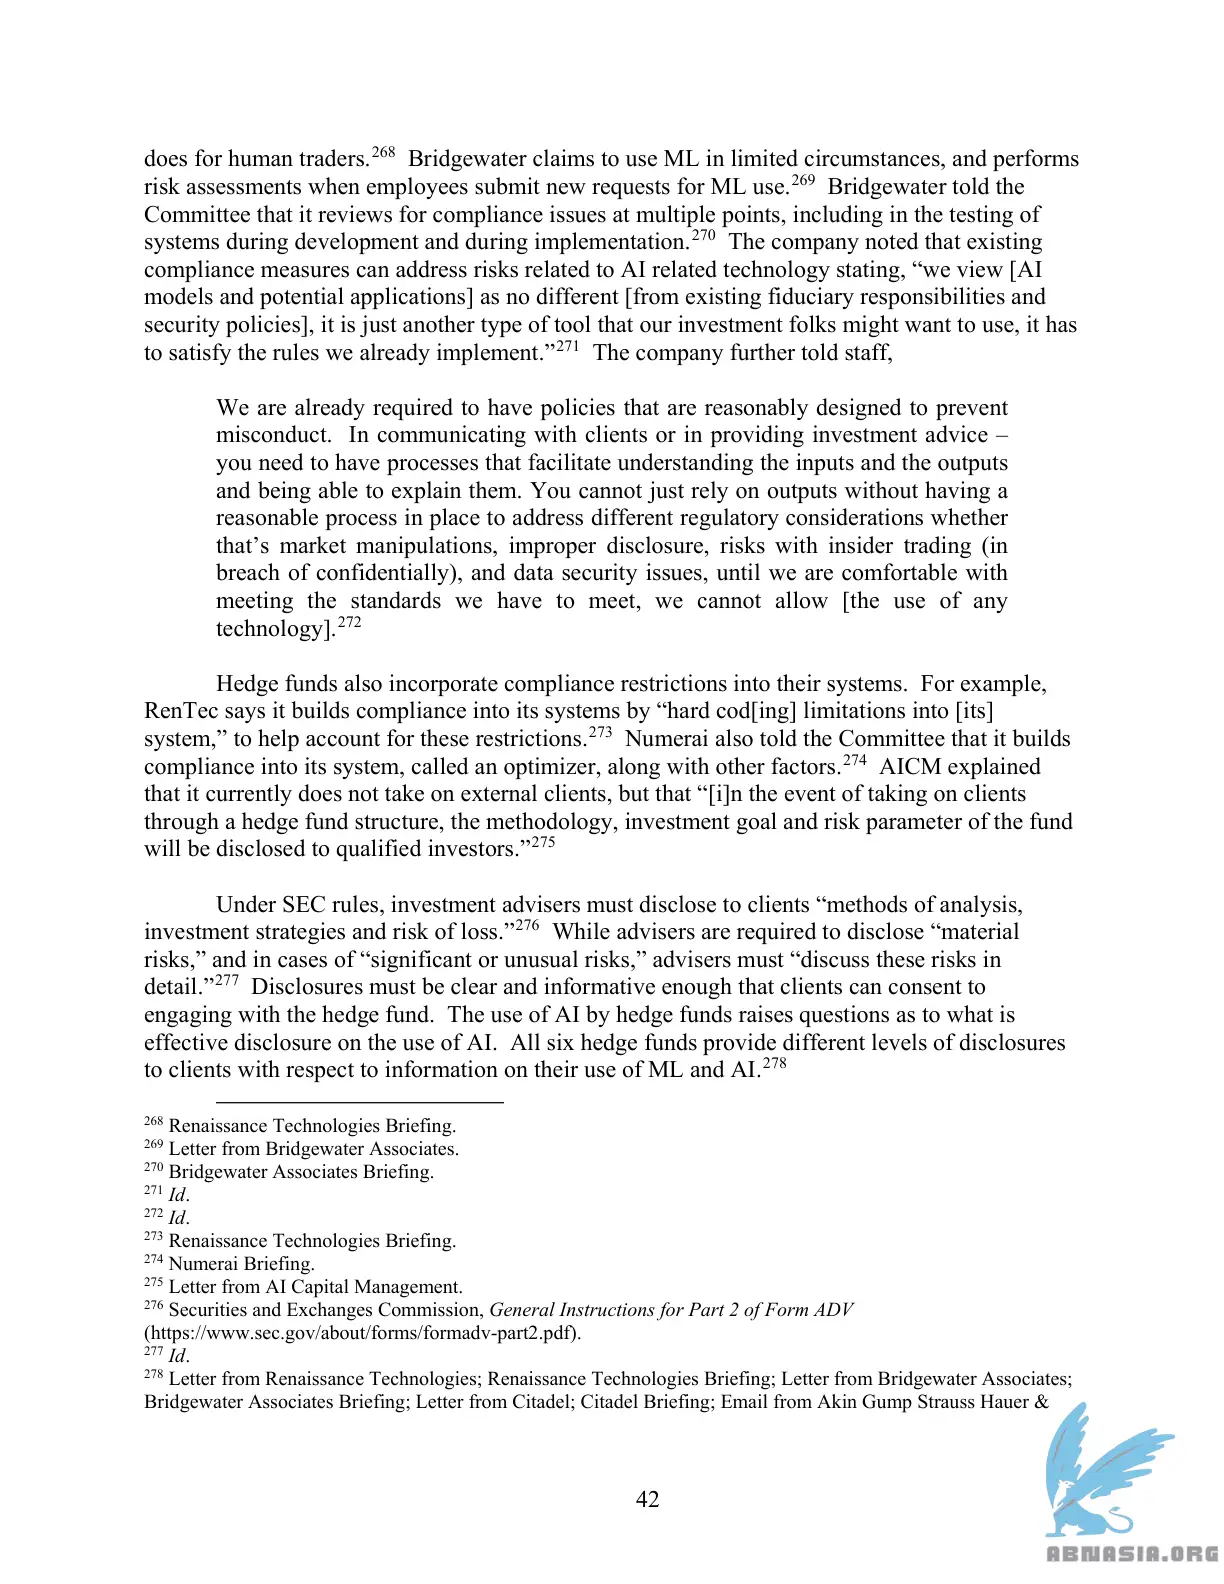 does for human traders.268  Bridgewater claims to use ML in limited circumstances, and performs
risk assessments when employees submit new requests for ML use.269  Bridgewater told the
Committee that it reviews for compliance issues at multiple points, including in the testing of
systems during development and during implementation.270  The company noted that existing
compliance measures can address risks related to AI related technology stating, “we view [AI
models and potential applications] as no different [from existing fiduciary responsibilities and
security policies], it is just another type of tool that our investment folks might want to use, it has
to satisfy the rules we already implement.”271  The company further told staff,
We are already required to have policies that are reasonably designed to prevent
misconduct.  In communicating with clients or in providing investment advice –
you need to have processes that facilitate understanding the inputs and the outputs
and being able to explain them. You cannot just rely on outputs without having a
reasonable process in place to address different regulatory considerations whether
that’s market manipulations, improper disclosure, risks with insider trading (in
breach of confidentially), and data security issues, until we are comfortable with
meeting the standards we have to meet, we cannot allow [the use of any
technology].272
Hedge funds also incorporate compliance restrictions into their systems.  For example,
RenTec says it builds compliance into its systems by “hard cod[ing] limitations into [its]
system,” to help account for these restrictions.273  Numerai also told the Committee that it builds
compliance into its system, called an optimizer, along with other factors.274  AICM explained
that it currently does not take on external clients, but that “[i]n the event of taking on clients
through a hedge fund structure, the methodology, investment goal and risk parameter of the fund
will be disclosed to qualified investors.”275
Under SEC rules, investment advisers must disclose to clients “methods of analysis,
investment strategies and risk of loss.”276  While advisers are required to disclose “material
risks,” and in cases of “significant or unusual risks,” advisers must “discuss these risks in
detail.”277  Disclosures must be clear and informative enough that clients can consent to
engaging with the hedge fund.  The use of AI by hedge funds raises questions as to what is
effective disclosure on the use of AI.  All six hedge funds provide different levels of disclosures
to clients with respect to information on their use of ML and AI.278
268 Renaissance Technologies Briefing.
269 Letter from Bridgewater Associates.
270 Bridgewater Associates Briefing.
271 Id.
272 Id.
273 Renaissance Technologies Briefing.
274 Numerai Briefing.
275 Letter from AI Capital Management.
276 Securities and Exchanges Commission, General Instructions for Part 2 of Form ADV
(https://www.sec.gov/about/forms/formadv-part2.pdf).
277 Id.
278 Letter from Renaissance Technologies; Renaissance Technologies Briefing; Letter from Bridgewater Associates;
Bridgewater Associates Briefing; Letter from Citadel; Citadel Briefing; Email from Akin Gump Strauss Hauer &
42
ABNASIA.ORG